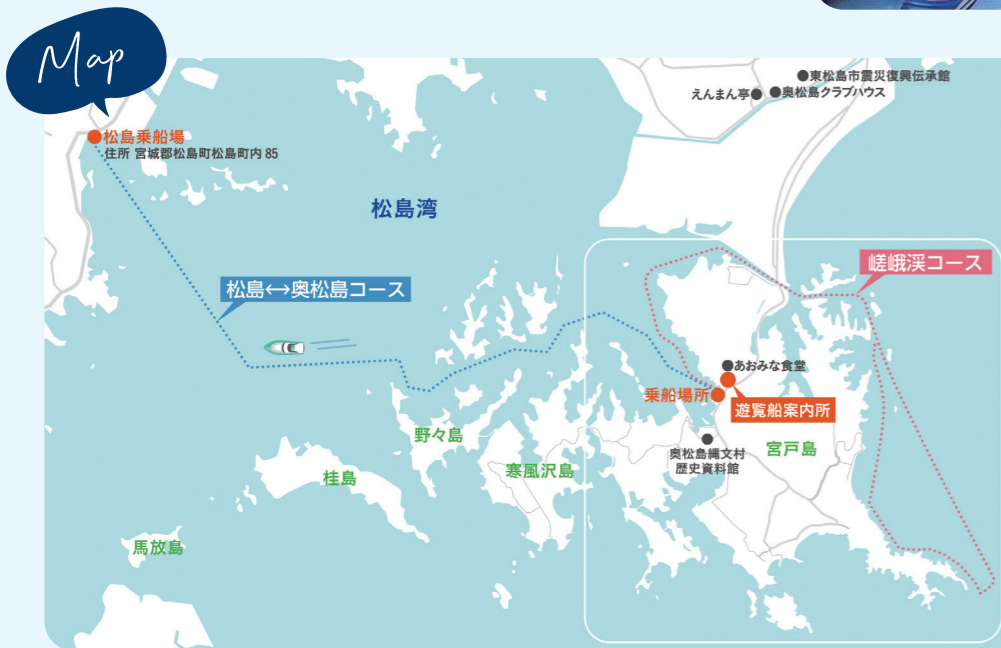 Map
●東松島市震災復興伝承館
えんまん亭●
●奥松島クラブハウス
●松島乗船場
住所 宮城郡松島町松島町内 85
松島湾
嵯峨渓コース
松島↔奥松島コース
●あおみな食堂
乗船場所
遊覧船案内所
野々島
奥松島縄文村
歴史資料館
宮戸島
寒風沢島
桂島
馬放島